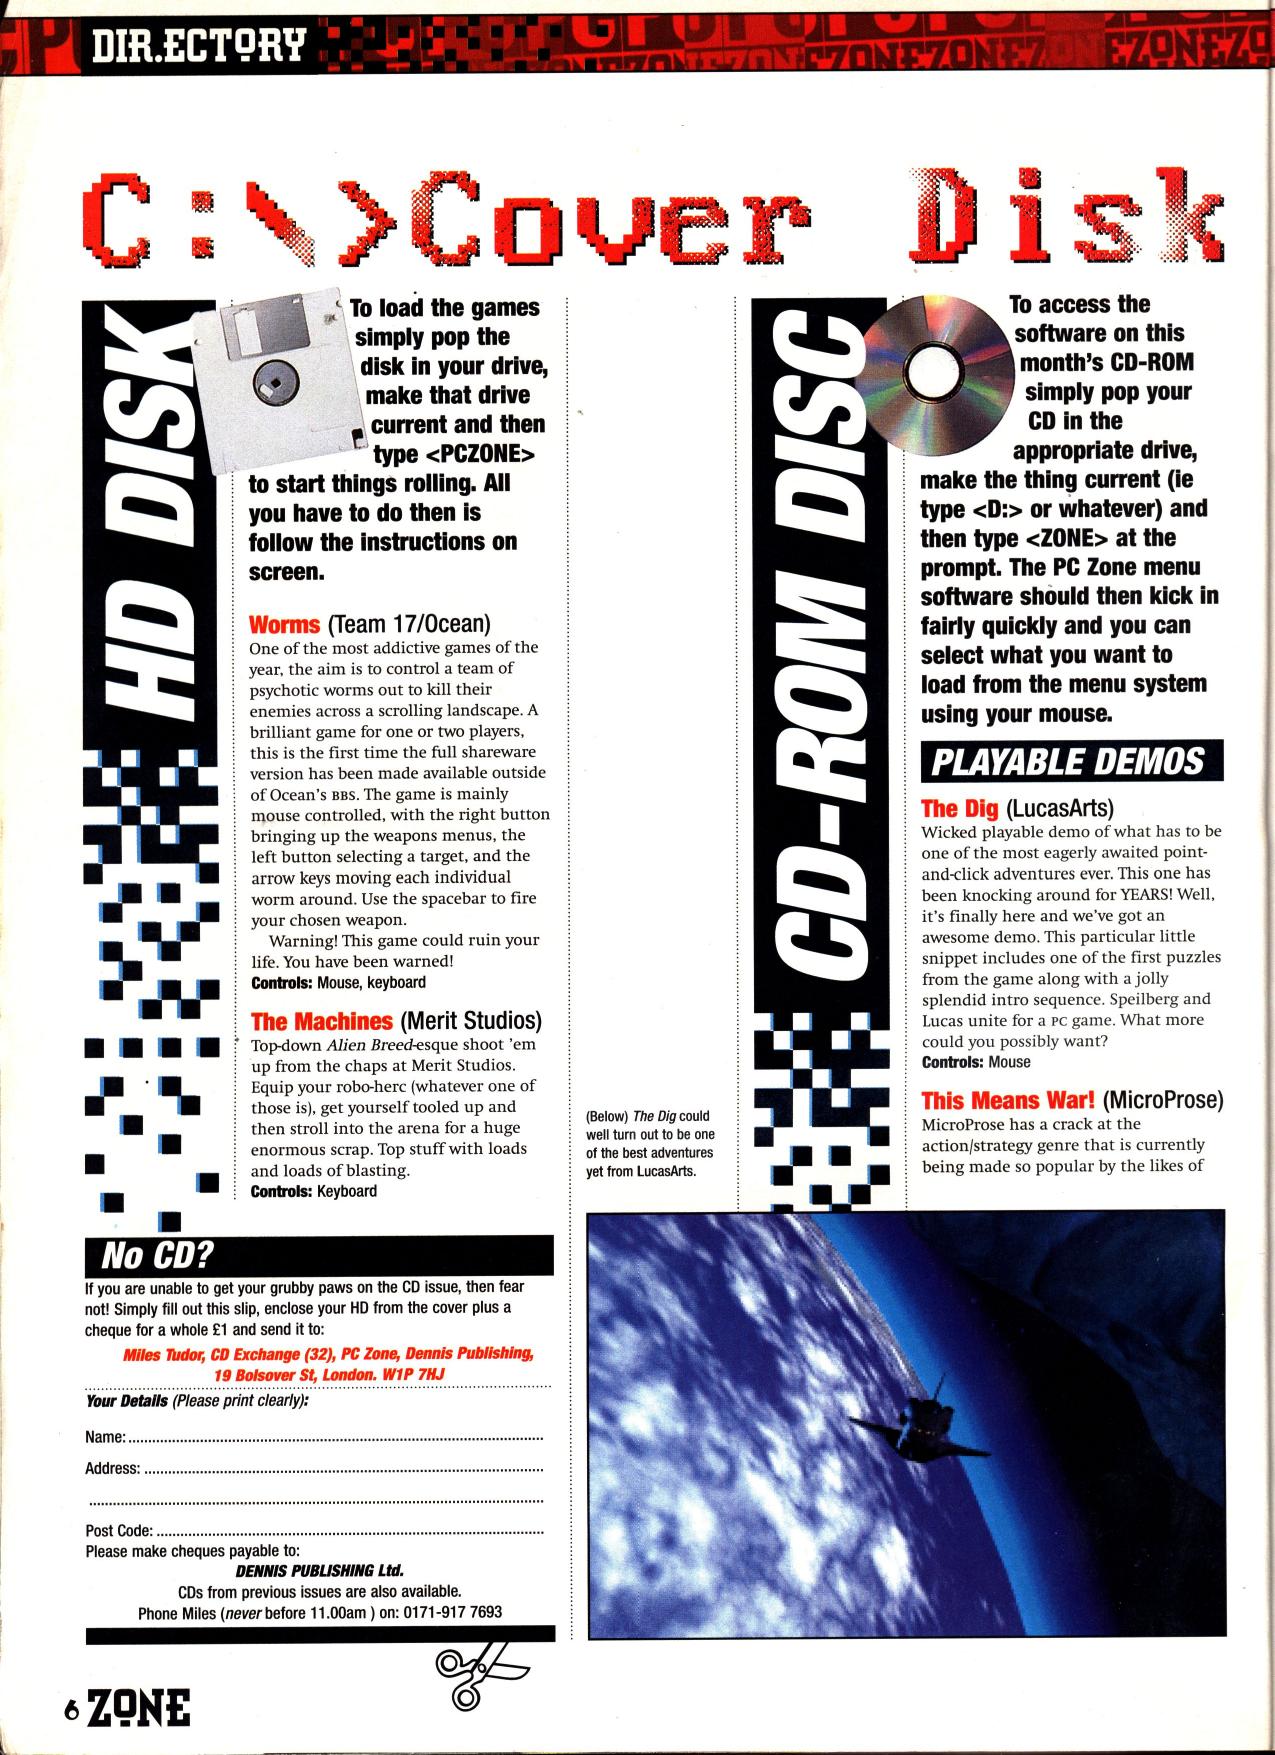 DIR.ECTORY
C:\>Cover Disk
HD DISK
To load the games
simply pop the
disk in your drive,
make that drive
current and then
type <PCZONE>
to start things rolling. All
you have to do then is
follow the instructions on
screen.
Worms (Team 17/Ocean)
One of the most addictive games of the
year, the aim is to control a team of
psychotic worms out to kill their
enemies across a scrolling landscape. A
brilliant game for one or two players,
this is the first time the full shareware
version has been made available outside
of Ocean's BBS. The game is mainly
mouse controlled, with the right button
bringing up the weapons menus, the
left button selecting a target, and the
arrow keys moving each individual
worm around. Use the spacebar to fire
your chosen weapon.
Warning! This game could ruin your
life. You have been warned!
Controls: Mouse, keyboard
The Machines (Merit Studios)
Top-down Alien Breed-esque shoot 'em
up from the chaps at Merit Studios.
Equip your robo-herc (whatever one of
those is), get yourself tooled up and
then stroll into the arena for a huge
enormous scrap. Top stuff with loads
and loads of blasting.
Controls: Keyboard
No CD?
If you are unable to get your grubby paws on the CD issue, then fear
not! Simply fill out this slip, enclose your HD from the cover plus a
cheque for a whole £1 and send it to:
Miles Tudor, CD Exchange (32), PC Zone, Dennis Publishing,
19 Bolsover St, London. W1P 7HJ
Your Details (Please print clearly):
Name:
Address:
Post Code:
Please make cheques payable to:
DENNIS PUBLISHING Ltd.
CDs from previous issues are also available.
Phone Miles (never before 11.00am ) on: 0171-917 7693
(Below) The Dig could
well turn out to be one
of the best adventures
yet from LucasArts.
CD-ROM DISC
To access the
software on this
month's CD-ROM
simply pop your
CD in the
appropriate drive,
make the thing current (ie
type <D:> or whatever) and
then type <ZONE> at the
prompt. The PC Zone menu
software should then kick in
fairly quickly and you can
select what you want to
load from the menu system
using your mouse.
PLAYABLE DEMOS
The Dig (LucasArts)
Wicked playable demo of what has to be
one of the most eagerly awaited point-
and-click adventures ever. This one has
been knocking around for YEARS! Well,
it's finally here and we've got an
awesome demo. This particular little
snippet includes one of the first puzzles
from the game along with a jolly
splendid intro sequence. Speilberg and
Lucas unite for a PC game. What more
could you possibly want?
Controls: Mouse
This Means War! (MicroProse)
MicroProse has a crack at the
action/strategy genre that is currently
being made so popular by the likes of
6 ZONE